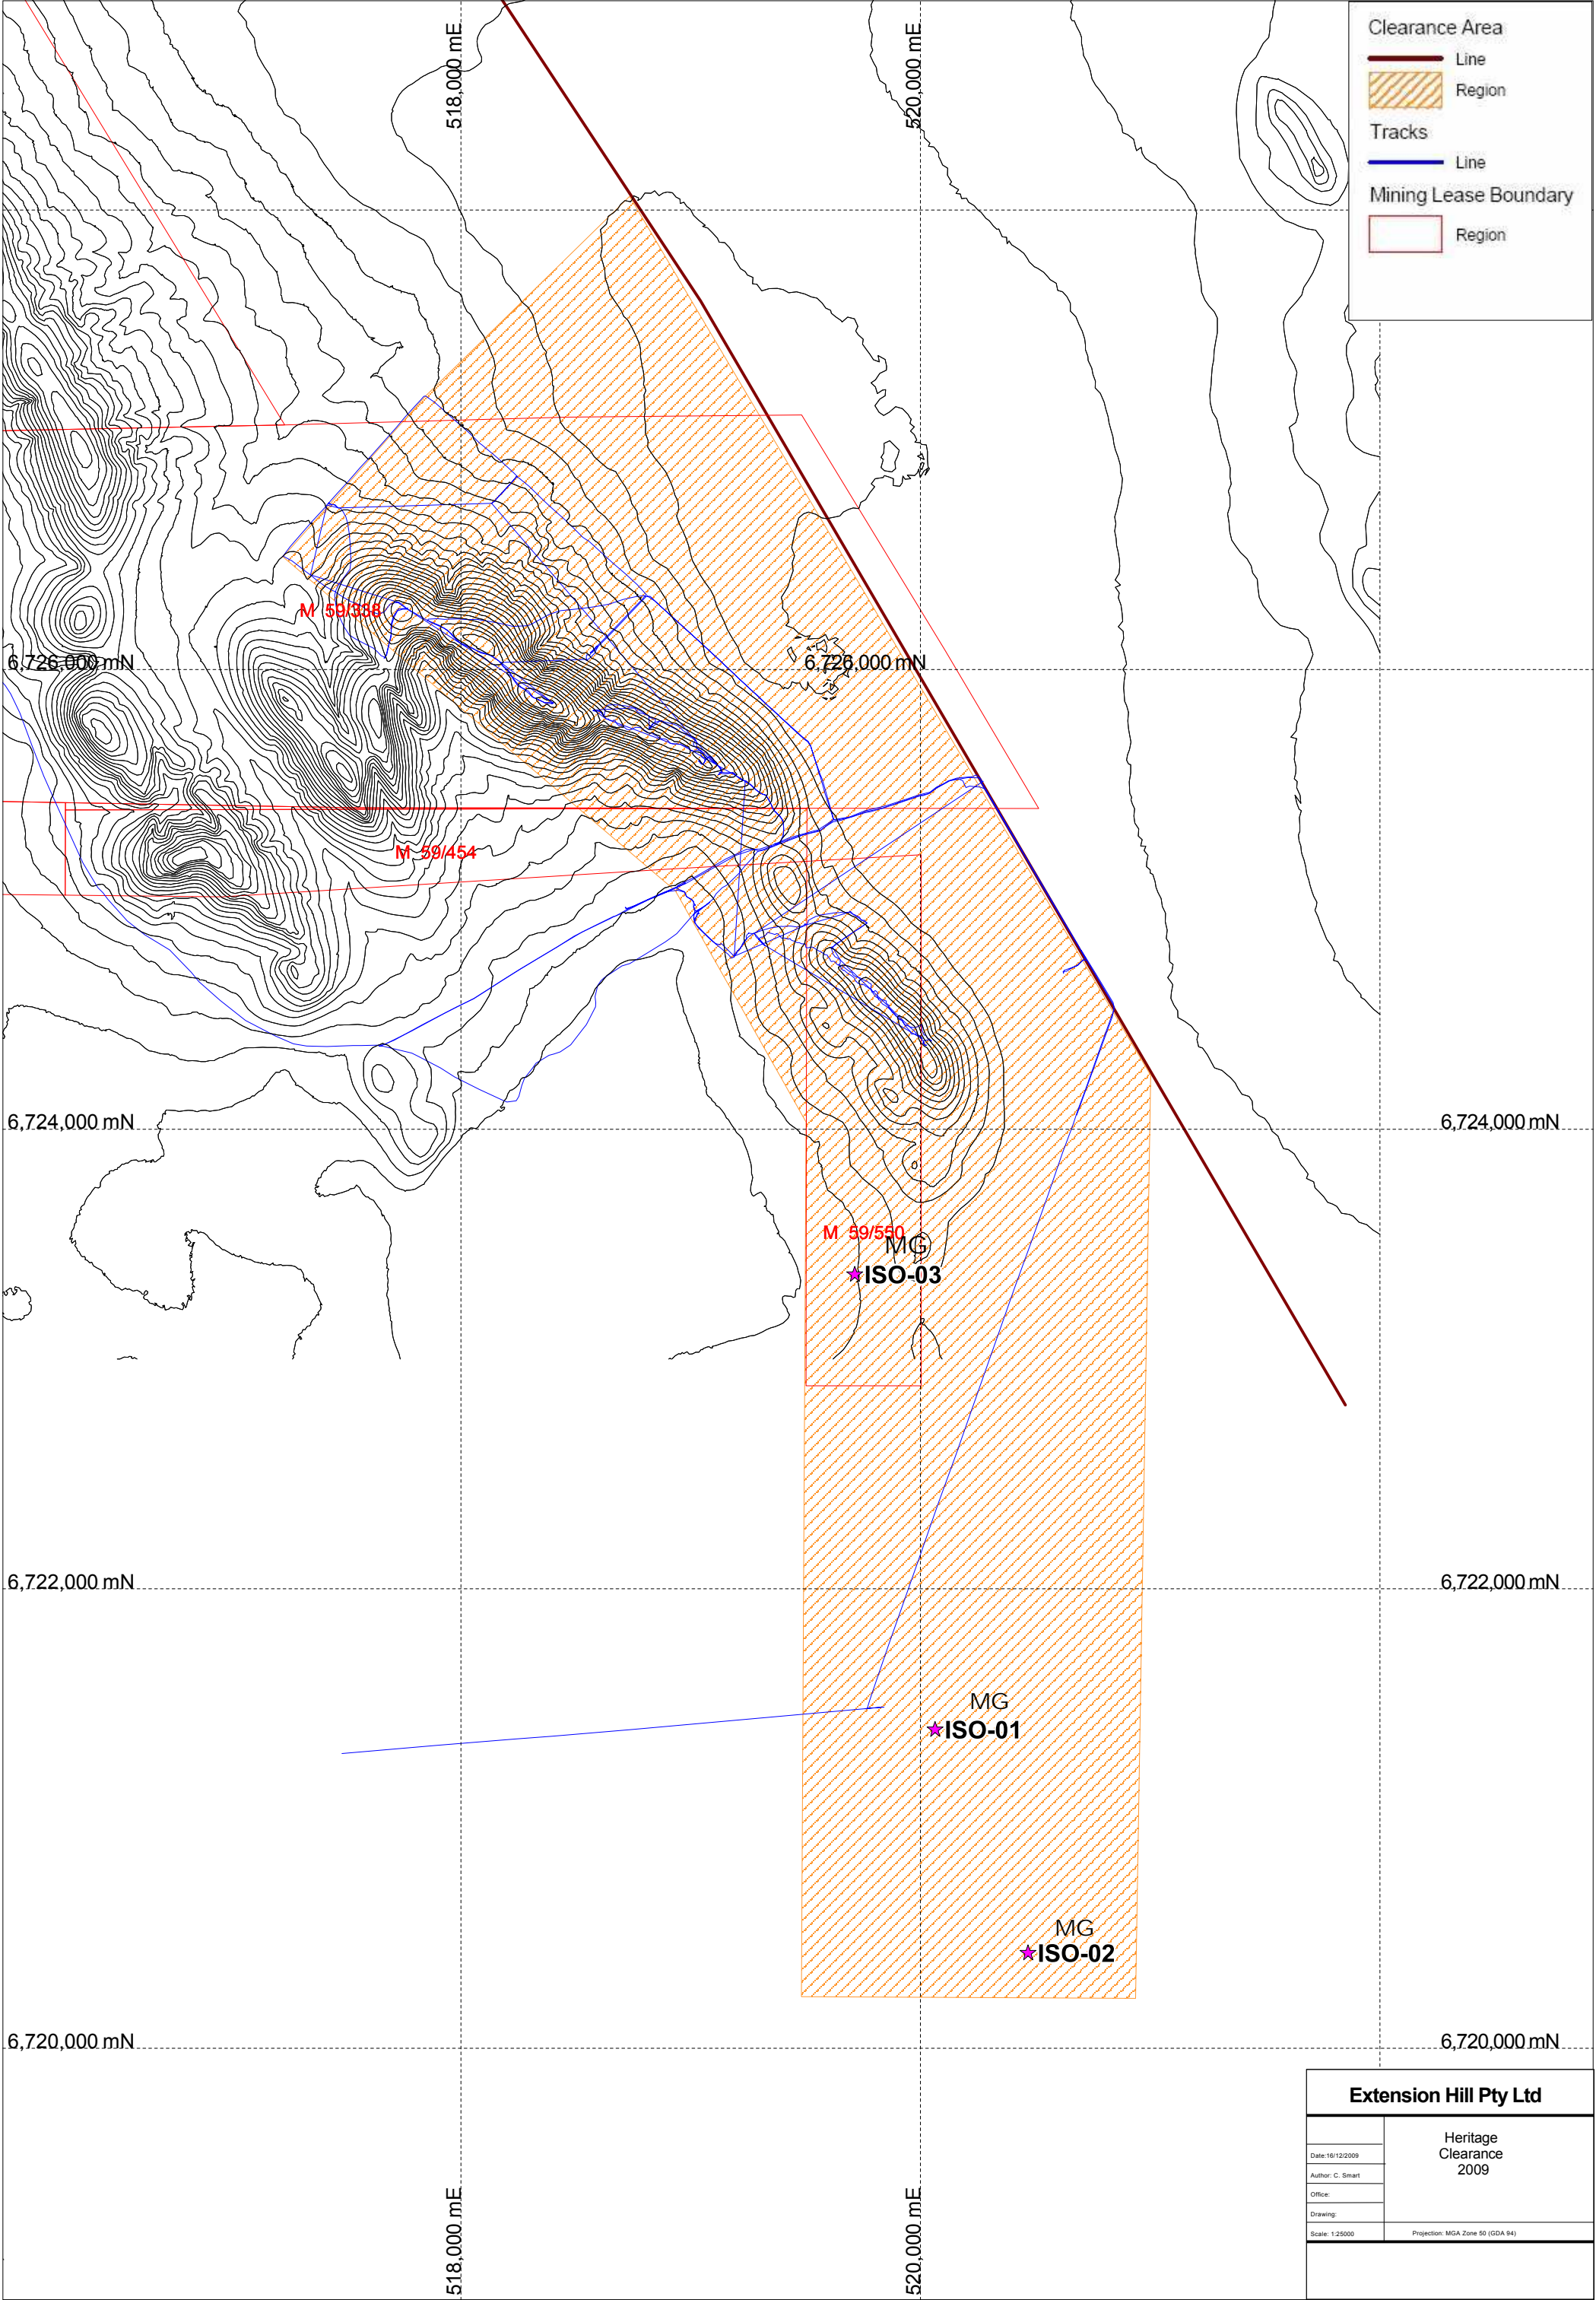 518,000 mE
520,000 mE
Clearance Area
Line
Region
Tracks
Line
Mining Lease Boundary
Region
M 59/338
6,726,000 mN
6,726,000 mN
M 59/454
6,724,000 mN
6,724,000 mN
M 59/550
MG
ISO-03
6,722,000 mN
6,722,000 mN
MG
ISO-01
MG
ISO-02
6,720,000 mN
6,720,000 mN
518,000 mE
520,000 mE
Extension Hill Pty Ltd
Heritage
Clearance
2009
Date:16/12/2009
Author: C. Smart
Office:
Drawing:
Scale: 1:25000
Projection: MGA Zone 50 (GDA 94)